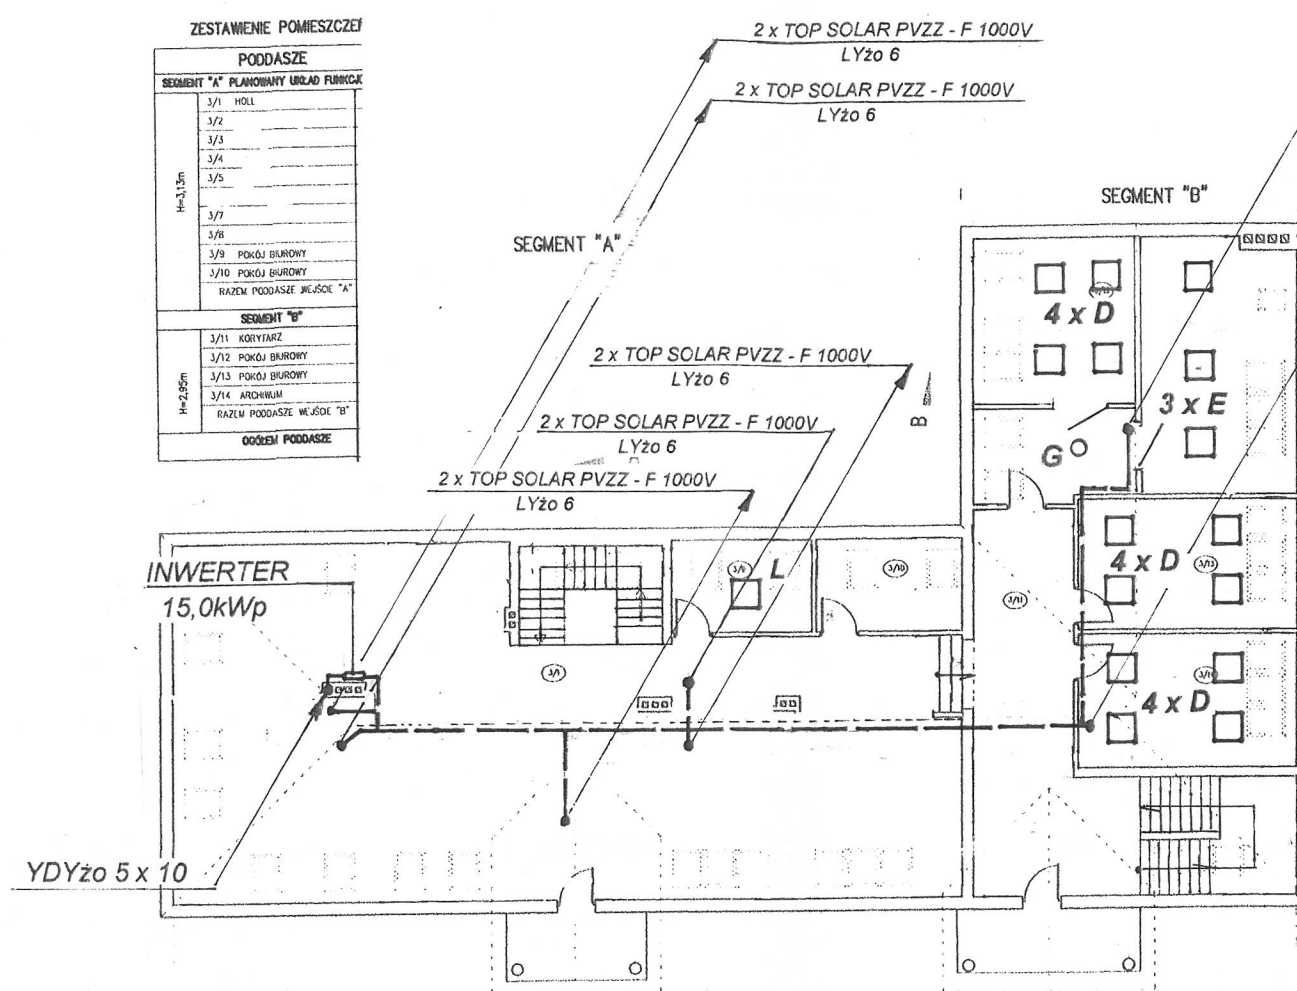 ZESTAWIENIE POMIESZCZEŃ
PODDASZE
SEGMENT "A" PLANOWANY UKŁAD FUNKCJ
H=3,13m
3/1 HOLL
3/2
3/3
3/4
3/5
3/7
3/8
3/9 POKÓJ BIUROWY
3/10 POKÓJ BIUROWY
RAZEM PODDASZE WEJŚCIE "A"
SEGMENT "B"
H=2,95m
3/11 KORYTARZ
3/12 POKÓJ BIUROWY
3/13 POKÓJ BIUROWY
3/14 ARCHIWUM
RAZEM PODDASZE WEJŚCIE "B"
OGÓŁEM PODDASZE
2 x TOP SOLAR PVZZ - F 1000V
LYżo 6
2 x TOP SOLAR PVZZ - F 1000V
LYżo 6
SEGMENT "B"
SEGMENT "A"
4 x D
2 x TOP SOLAR PVZZ - F 1000V
LYżo 6
B
3 x E
2 x TOP SOLAR PVZZ - F 1000V
LYżo 6
G
2 x TOP SOLAR PVZZ - F 1000V
LYżo 6
INWERTER
15,0kWp
3/9
L
3/10
4 x D
3/13
3/11
3/1
4 x D
YDYżo 5 x 10